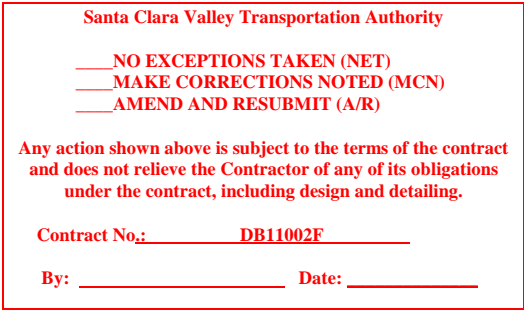 Santa Clara Valley Transportation Authority
____NO EXCEPTIONS TAKEN (NET)
____MAKE CORRECTIONS NOTED (MCN)
____AMEND AND RESUBMIT (A/R)
Any action shown above is subject to the terms of the contract
and does not relieve the Contractor of any of its obligations
under the contract, including design and detailing.
Contract No.: DB11002F
By: ____________________ Date: ______________